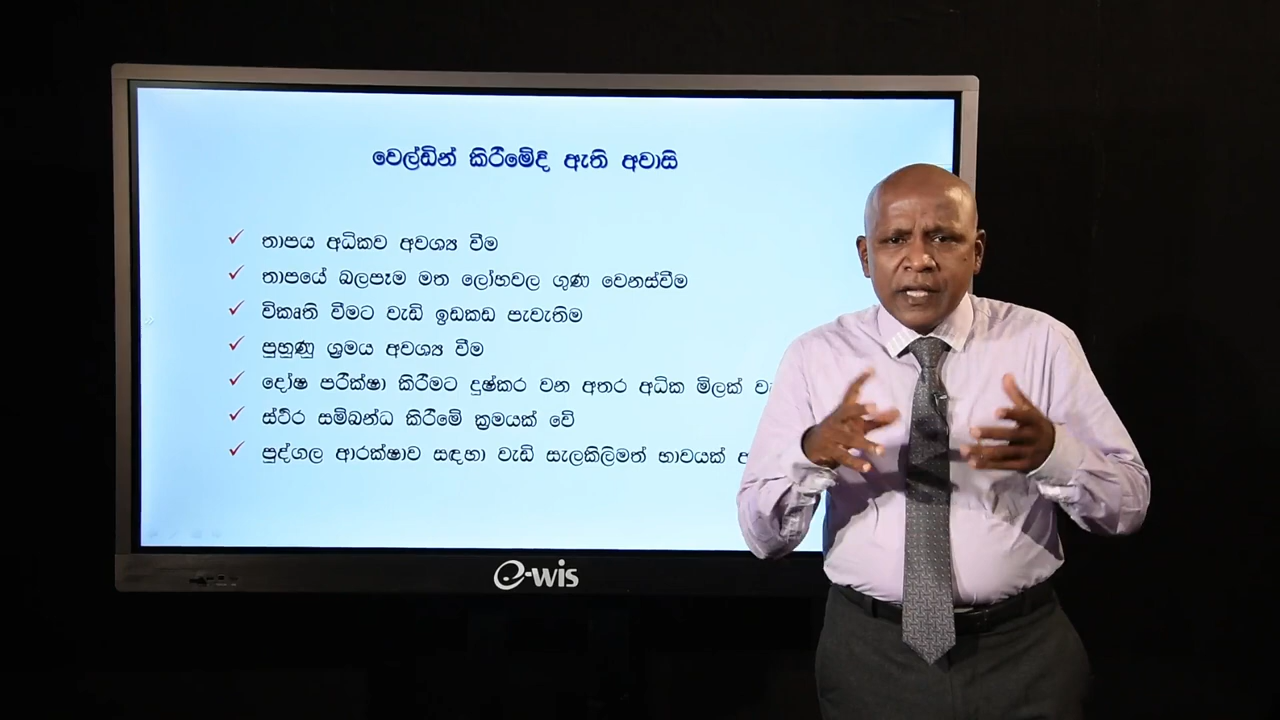 වෙල්ඩින් කිරීමේදී ඇති අවාසි
තාපය අධිකව අවශ්‍ය වීම
තාපයේ බලපෑම මත ලෝහවල ගුණ වෙනස්වීම
විකෘති වීමට වැඩි ඉඩකඩ පැවැතිම
පුහුණු ශ්‍රමය අවශ්‍ය වීම
දෝෂ පරීක්ෂා කිරීමට දුෂ්කර වන අතර අධික මිලක්
ස්ථිර සම්බන්ධ කිරීමේ ක්‍රමයක් වේ
පුද්ගල ආරක්ෂාව සඳහා වැඩි සැලකිලිමත් භාවයක්
e-wis